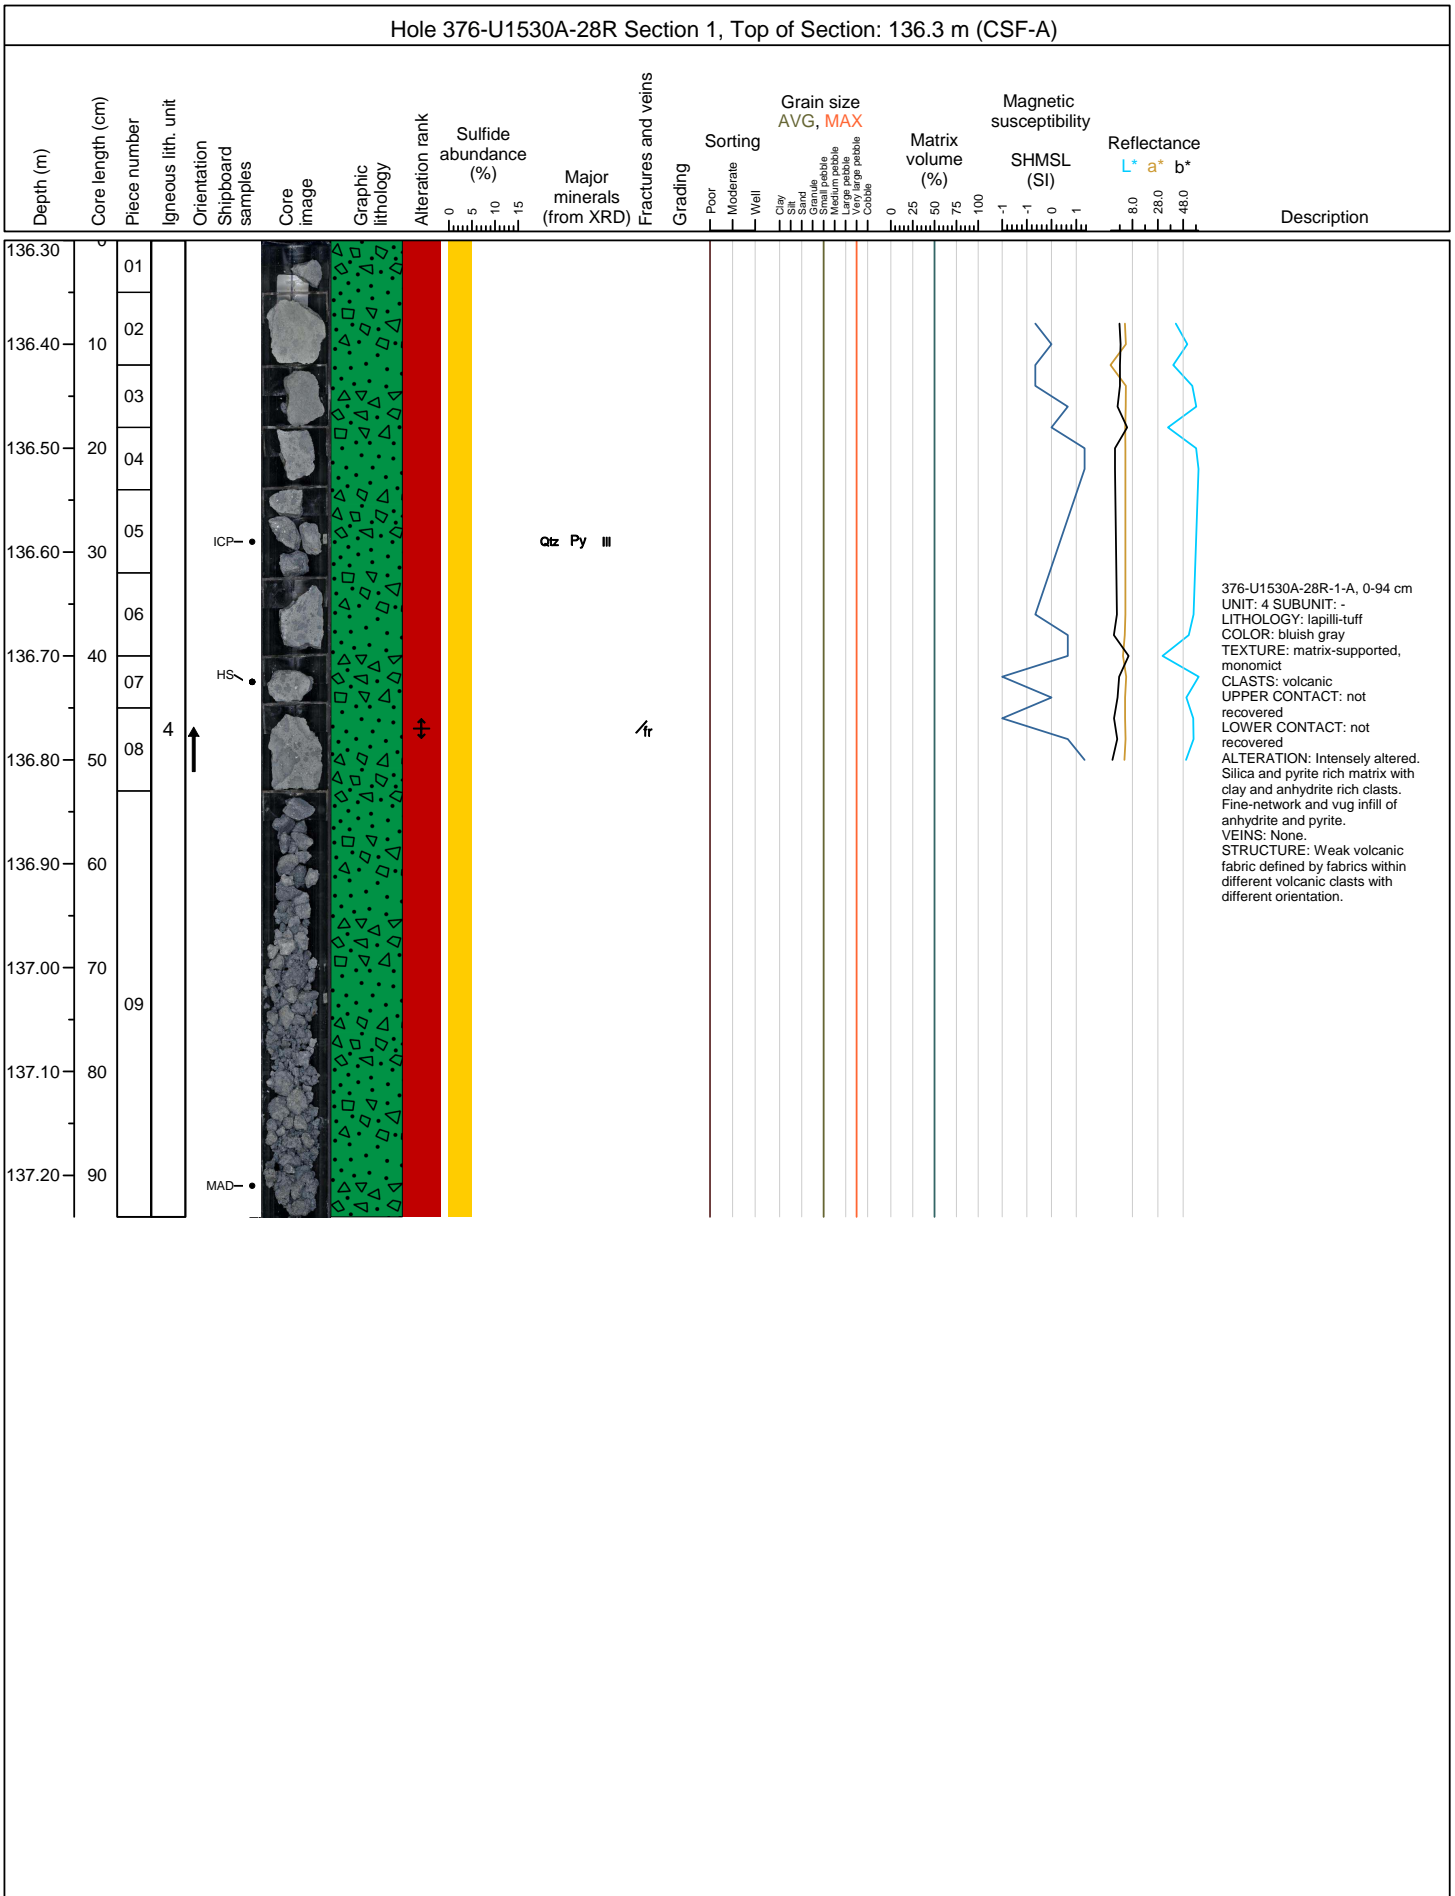 Hole 376-U1530A-28R Section 1, Top of Section: 136.3 m (CSF-A)
Depth (m)
Core length (cm)
Piece number
Igneous lith. unit
Orientation
Shipboard
samples
Core
image
Graphic
lithology
Alteration rank
Sulfide
abundance
(%)
0 5 10 15
Major
minerals
(from XRD)
Fractures and veins
Grading
Sorting
Poor
Moderate
Well
Grain size
AVG, MAX
Clay
Silt
Sand
Granule
Small pebble
Medium pebble
Large pebble
Very large pebble
Cobble
Matrix
volume
(%)
0 25 50 75 100
Magnetic
susceptibility
SHMSL
(SI)
-1 -1 0 1
Reflectance
L* a* b*
8.0 28.0 48.0
Description
136.30 0 01
02
136.40 10
03
136.50 20 04
05
ICP
Qtz Py Ill
136.60 30
06
136.70 40
HS
07
4 08 fr
136.80 50
136.90 60
137.00 70
09
137.10 80
137.20 90
MAD
376-U1530A-28R-1-A, 0-94 cm
UNIT: 4 SUBUNIT: -
LITHOLOGY: lapilli-tuff
COLOR: bluish gray
TEXTURE: matrix-supported,
monomict
CLASTS: volcanic
UPPER CONTACT: not
recovered
LOWER CONTACT: not
recovered
ALTERATION: Intensely altered.
Silica and pyrite rich matrix with
clay and anhydrite rich clasts.
Fine-network and vug infill of
anhydrite and pyrite.
VEINS: None.
STRUCTURE: Weak volcanic
fabric defined by fabrics within
different volcanic clasts with
different orientation.